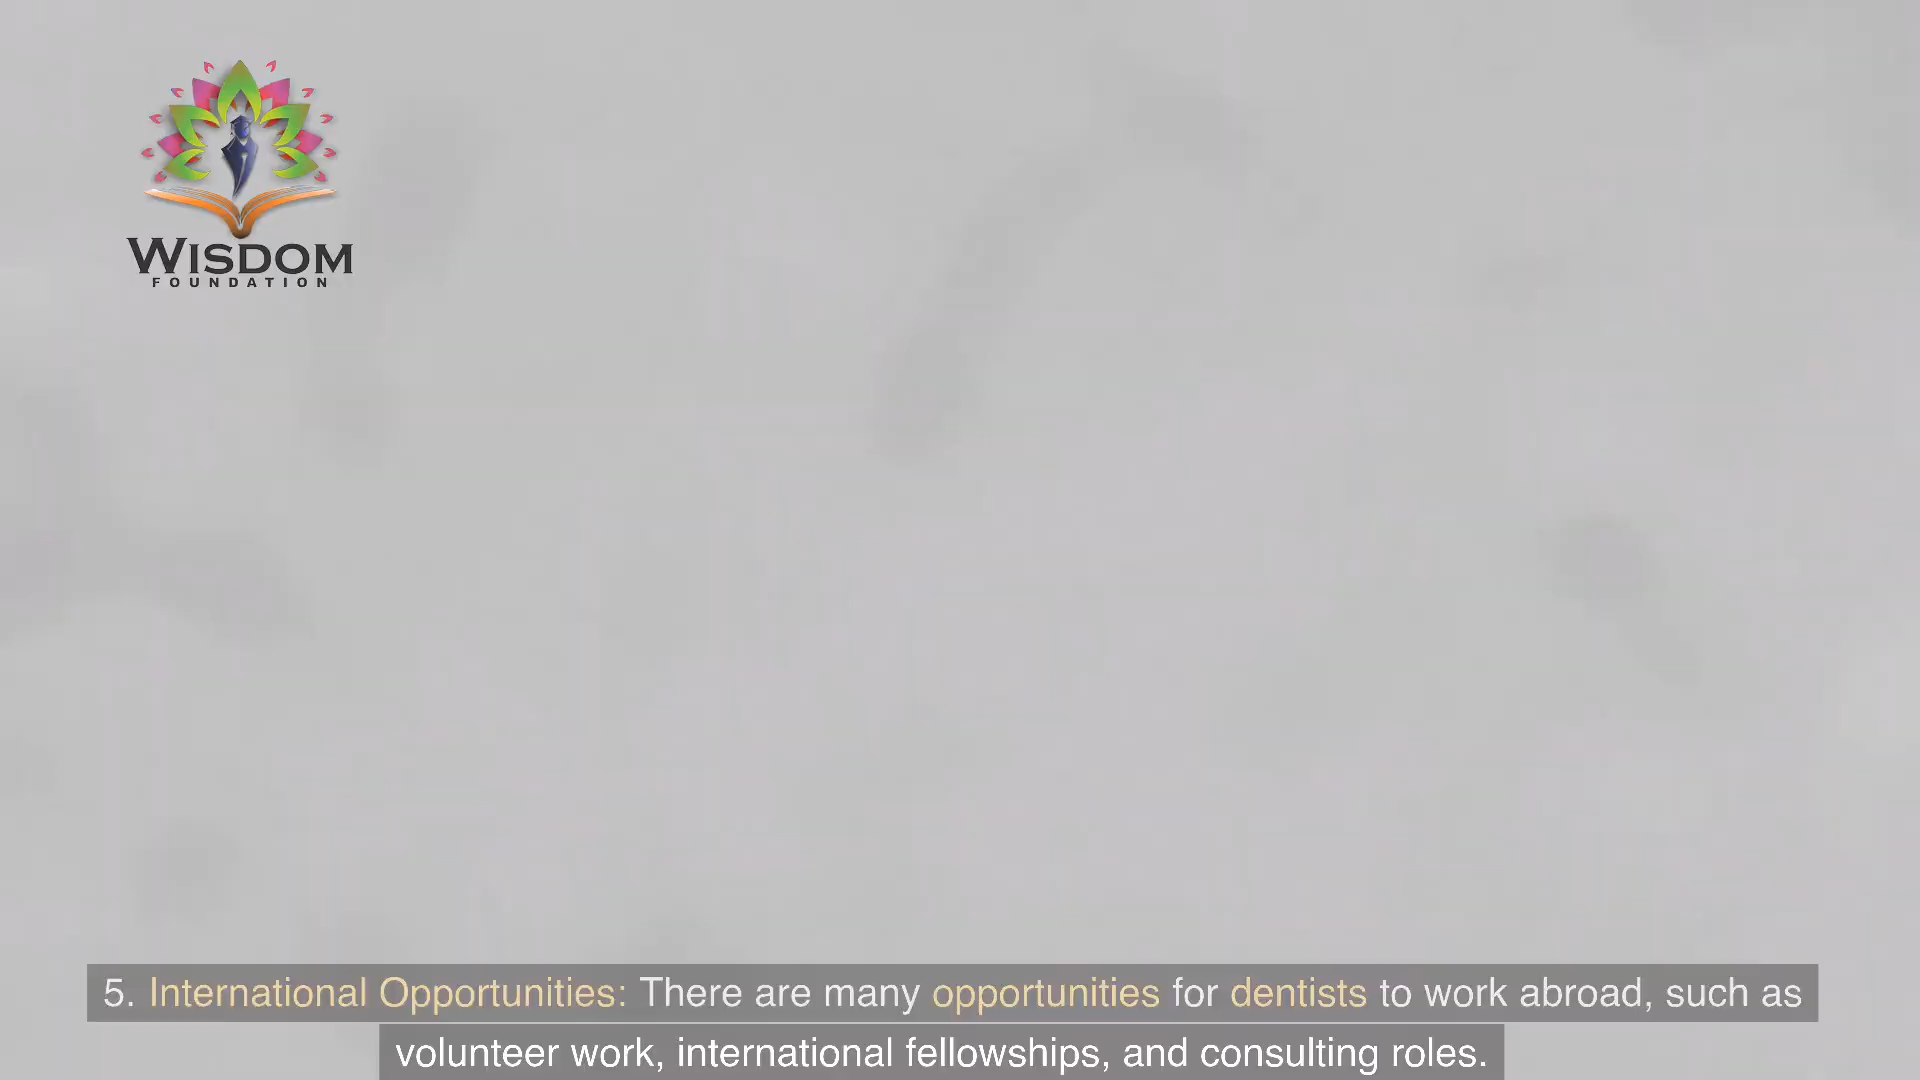 WISDOM
FOUNDATION
5. International Opportunities: There are many opportunities for dentists to work abroad, such as
volunteer work, international fellowships, and consulting roles.